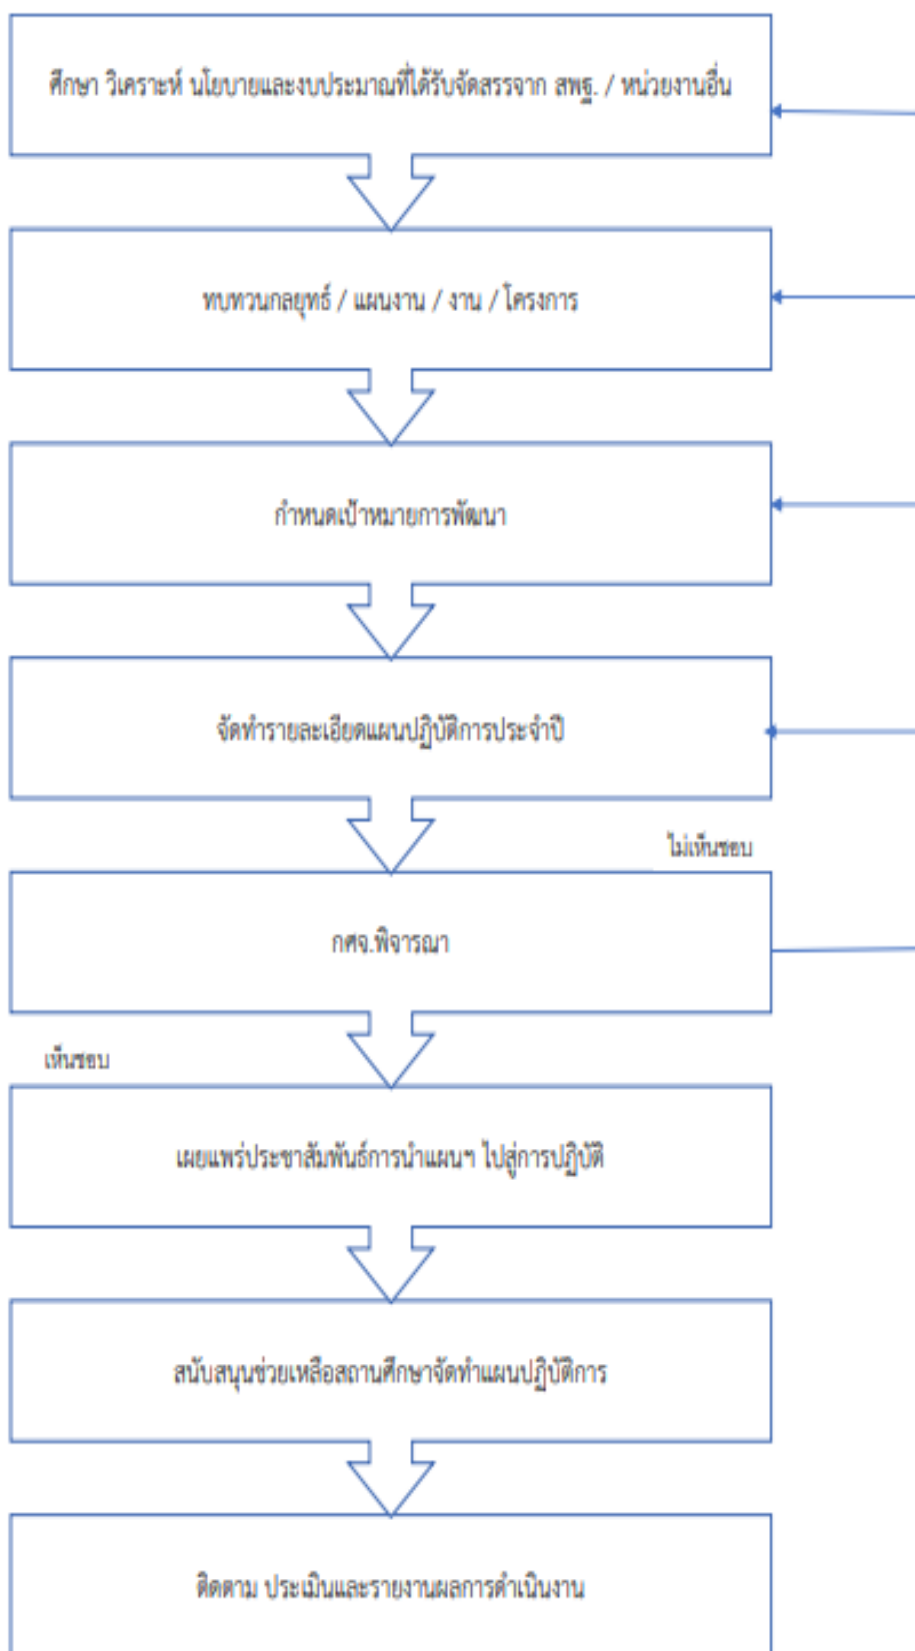 ศึกษา วิเคราะห์ นโยบายและงบประมาณที่ได้รับจัดสรรจาก สพฐ. / หน่วยงานอื่น
ทบทวนกลยุทธ์ / แผนงาน / งาน / โครงการ
กำหนดเป้าหมายการพัฒนา
จัดทำรายละเอียดแผนปฏิบัติการประจำปี
ไม่เห็นชอบ
กศจ.พิจารณา
เห็นชอบ
เผยแพร่ประชาสัมพันธ์การนำแผนฯ ไปสู่การปฏิบัติ
สนับสนุนช่วยเหลือสถานศึกษาจัดทำแผนปฏิบัติการ
ติดตาม ประเมินและรายงานผลการดำเนินงาน